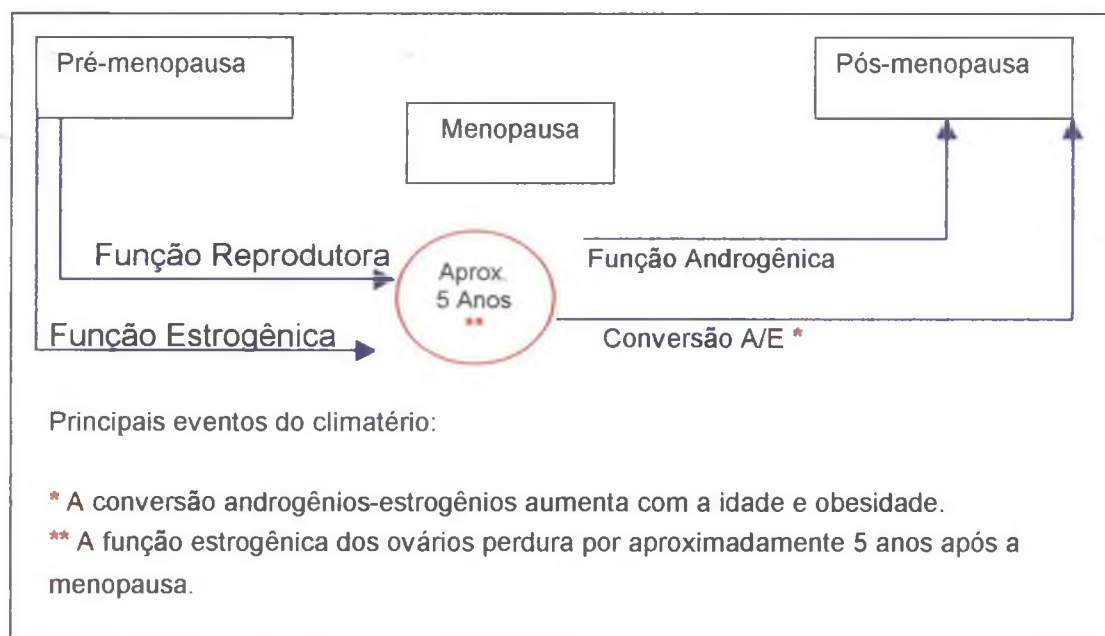 Pré-menopausa
Pós-menopausa
Menopausa
Função Reprodutora
Aprox.
5 Anos
**
Função Androgênica
Função Estrogênica
Conversão A/E *
Principais eventos do climatério:
* A conversão androgênios-estrogênios aumenta com a idade e obesidade.
** A função estrogênica dos ovários perdura por aproximadamente 5 anos após a
menopausa.